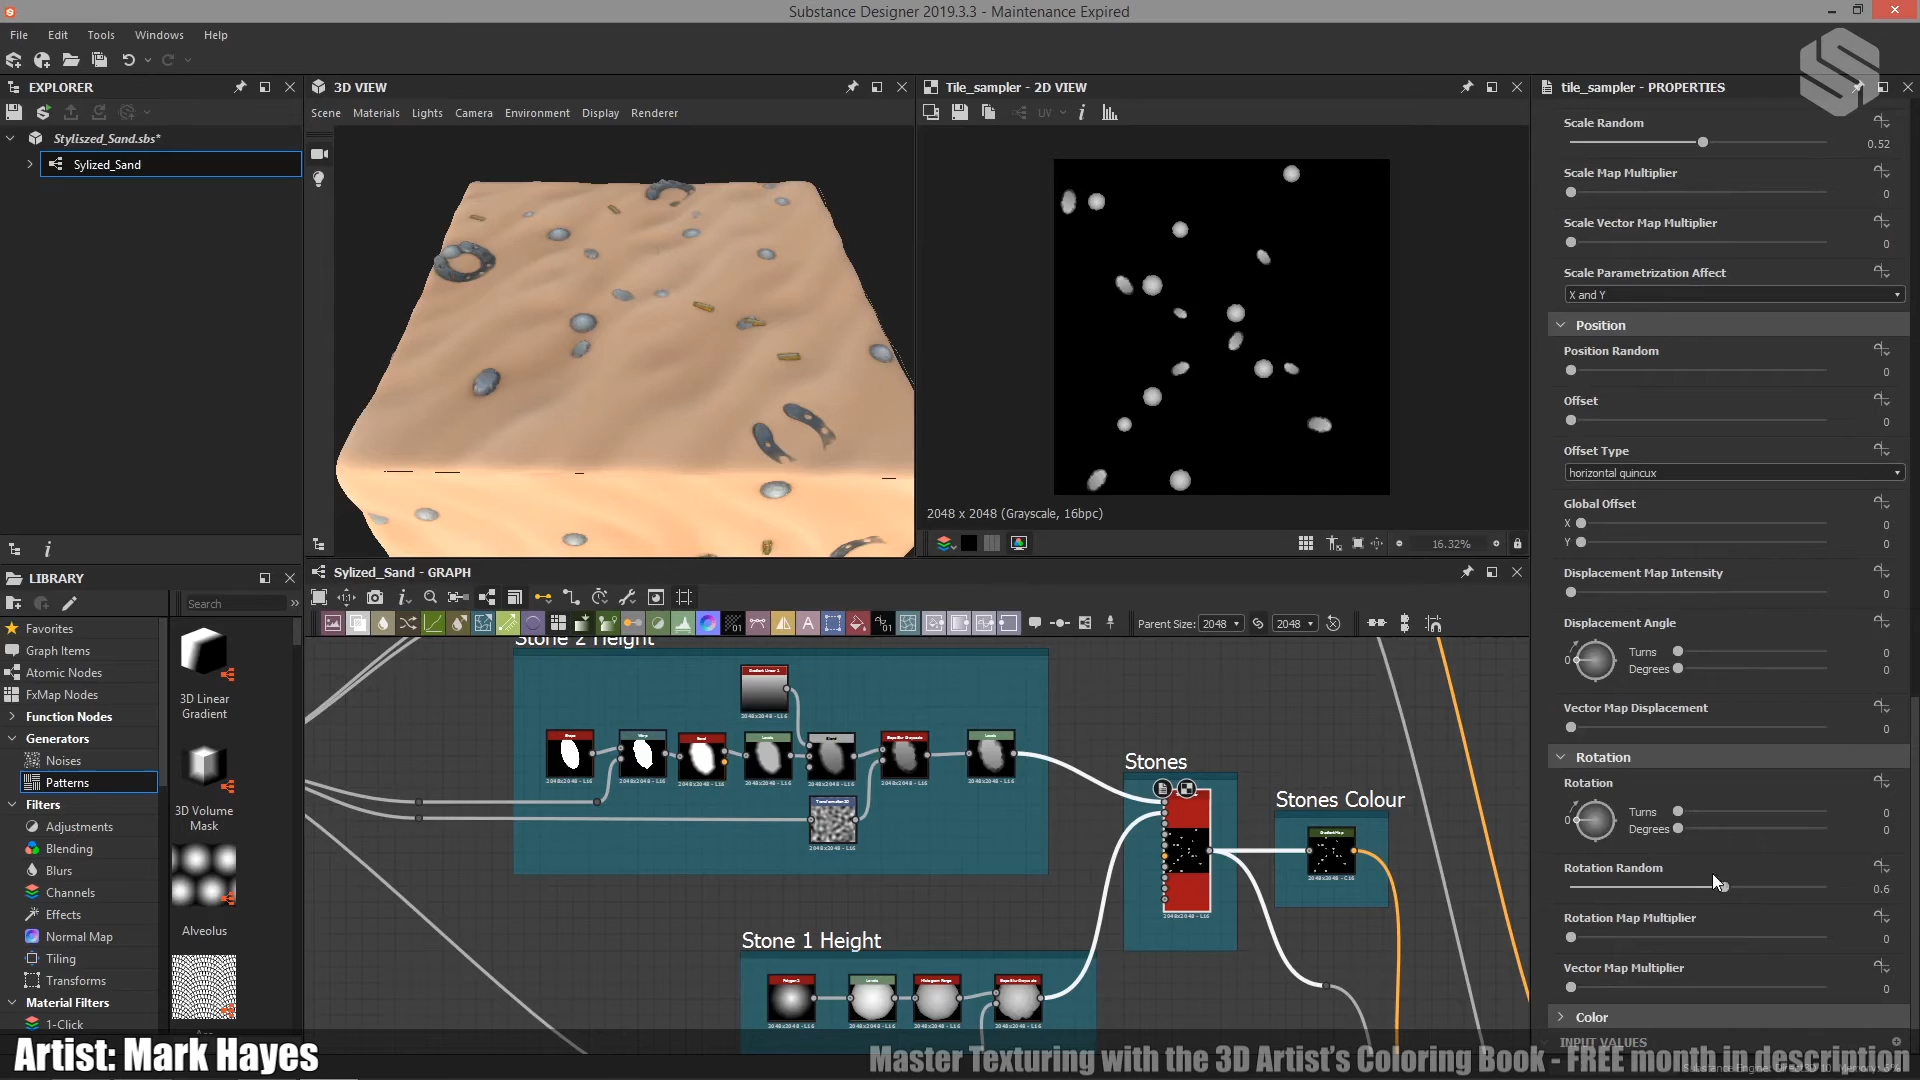 Substance Designer 2019.3.3 - Maintenance Expired
File Edit Tools Windows Help
EXPLORER
Styliszed_Sand.sbs*
Sylized_Sand
3D VIEW
Scene Materials Lights Camera Environment Display Renderer
Tile_sampler - 2D VIEW
UV
2048 x 2048 (Grayscale, 16bpc)
16.32%
tile_sampler - PROPERTIES
Scale Random
0.52
Scale Map Multiplier
0
Scale Vector Map Multiplier
0
Scale Parametrization Affect
X and Y
Position
Position Random
0
Offset
0
Offset Type
horizontal quincux
Global Offset
X 0
Y 0
Displacement Map Intensity
0
Displacement Angle
0 Turns 0
Degrees 0
Vector Map Displacement
0
Rotation
Rotation
0 Turns 0
Degrees 0
Rotation Random
0.6
Rotation Map Multiplier
0
Vector Map Multiplier
0
Color
INPUT VALUES
LIBRARY
Search
Favorites
Graph Items
Atomic Nodes
FxMap Nodes
Function Nodes
Generators
Noises
Patterns
Filters
Adjustments
Blending
Blurs
Channels
Effects
Normal Map
Tiling
Transforms
Material Filters
1-Click
3D Linear
Gradient
3D Volume
Mask
Alveolus
Sylized_Sand - GRAPH
Parent Size: 2048 2048
Stone 2 Height
Stones
Stones Colour
Stone 1 Height
Artist: Mark Hayes
Master Texturing with the 3D Artist's Coloring Book - FREE month in description